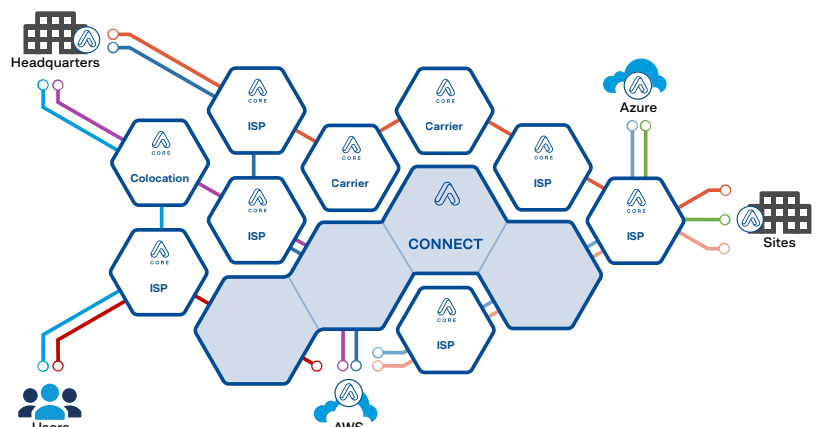 Headquarters
CORE
ISP
CORE
Carrier
Azure
CORE
Colocation
CORE
Carrier
CORE
ISP
CORE
ISP
CORE
ISP
Sites
CONNECT
CORE
ISP
CORE
ISP
Users
AWS